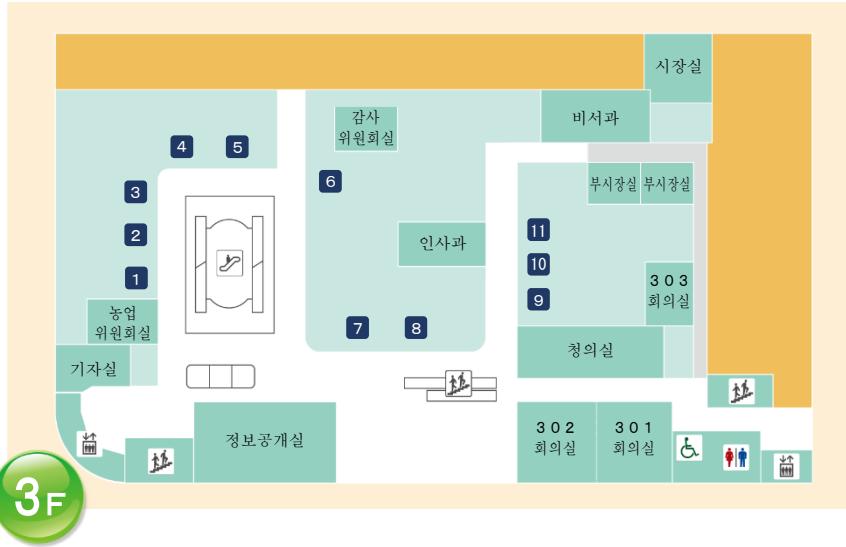 시장실
감사
위원회실
비서과
4
5
3
6
부시장실
부시장실
2
11
인사과
10
1
303
회의실
9
농업
위원회실
7
8
청의실
기자실
정보공개실
302
회의실
301
회의실
3F